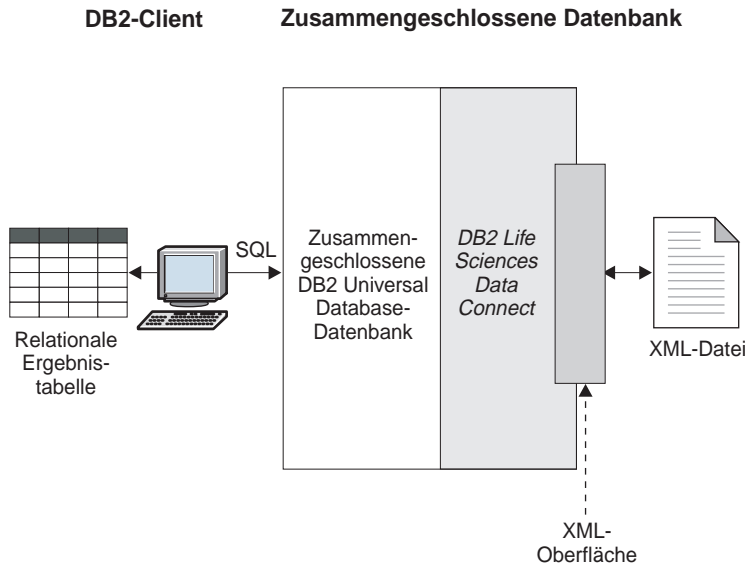 DB2-Client
Zusammengeschlossene Datenbank
SQL
Zusammen-
geschlossene
DB2 Universal
Database-
Datenbank
DB2 Life
Sciences
Data
Connect
Relationale
Ergebnis-
tabelle
XML-Datei
XML-
Oberfläche